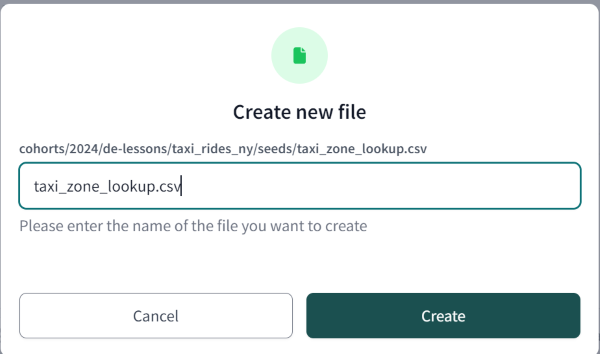 Create new file
cohorts/2024/de-lessons/taxi_rides_ny/seeds/taxi_zone_lookup.csv
taxi_zone_lookup.csv
Please enter the name of the file you want to create
Cancel
Create